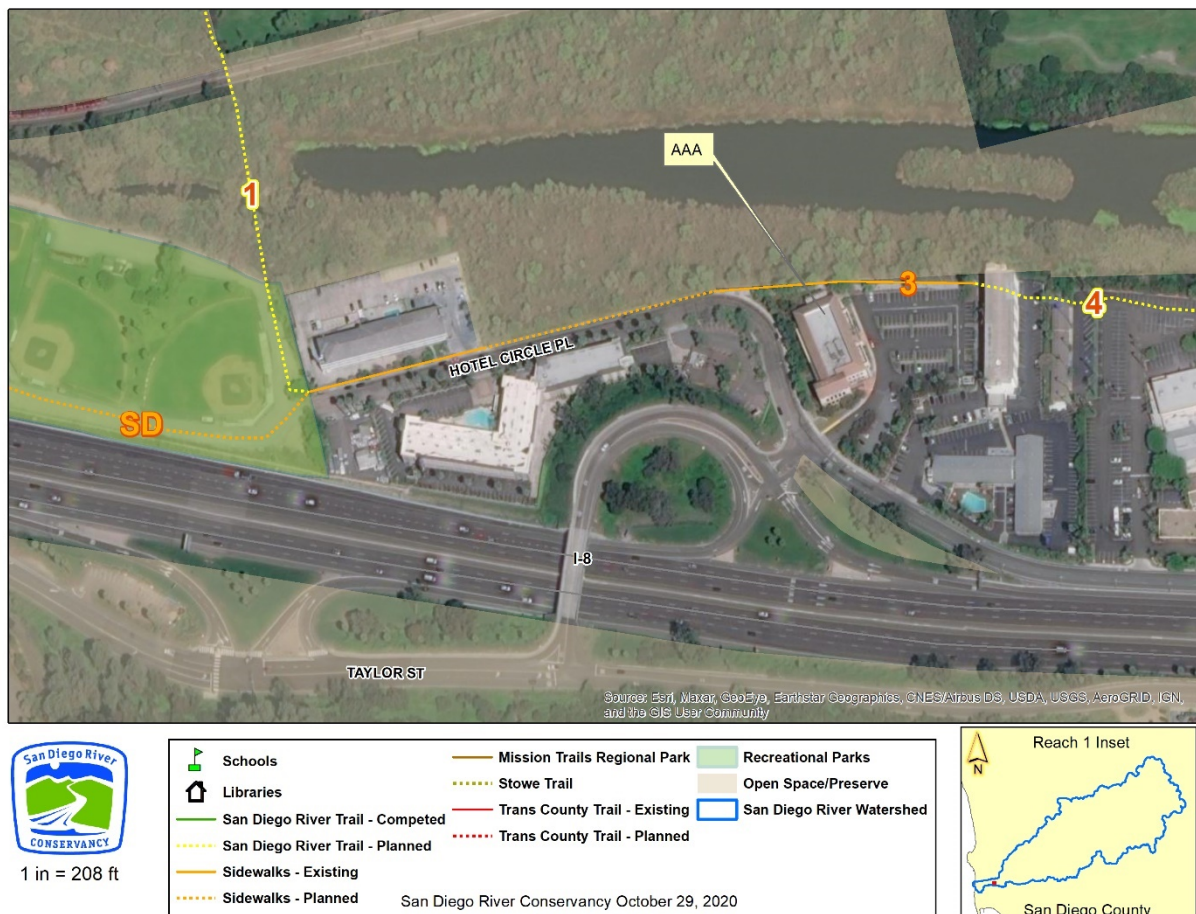 1
AAA
3
4
HOTEL CIRCLE PL
SD
I-8
TAYLOR ST
Source: Esri, Maxar, GeoEye, Earthstar Geographics, CNES/Airbus DS, USDA, USGS, AeroGRID, IGN,
and the GIS User Community
San Diego River
CONSERVANCY
1 in = 208 ft
Schools
Libraries
San Diego River Trail - Competed
San Diego River Trail - Planned
Sidewalks - Existing
Sidewalks - Planned
Mission Trails Regional Park
Stowe Trail
Trans County Trail - Existing
Trans County Trail - Planned
Recreational Parks
Open Space/Preserve
San Diego River Watershed
San Diego River Conservancy October 29, 2020
Reach 1 Inset
N
San Diego County